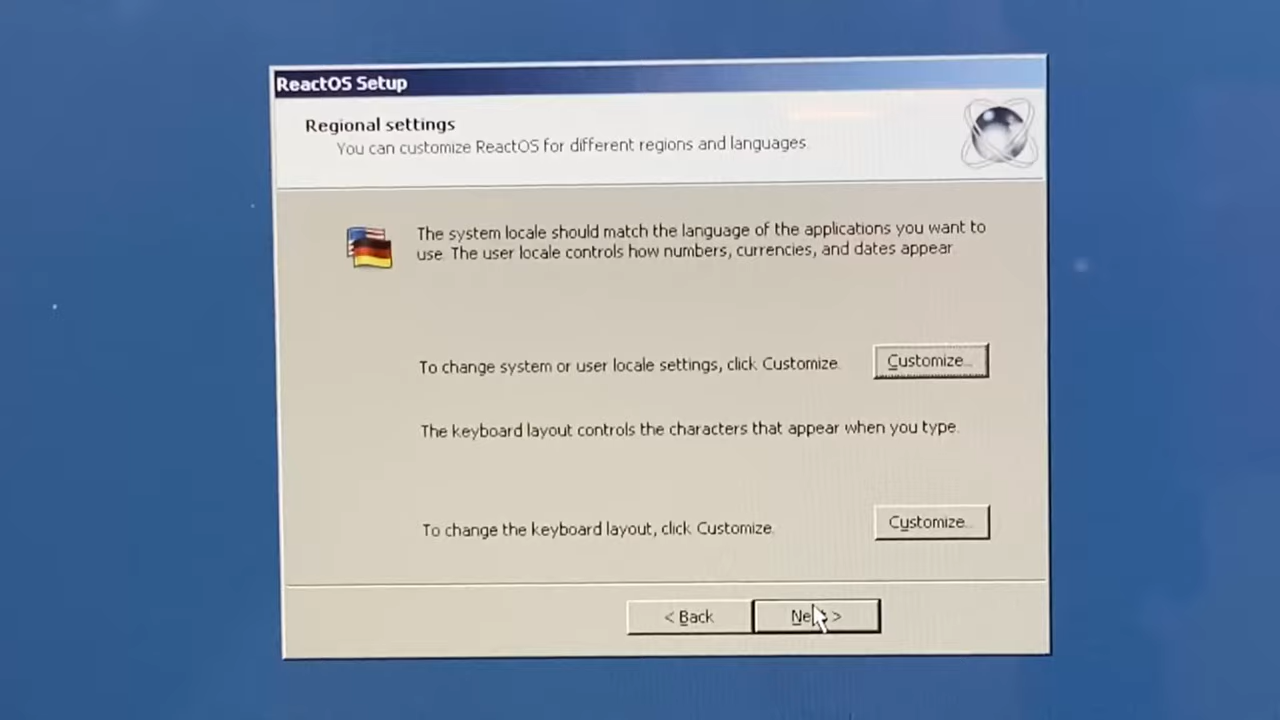 ReactOS Setup
Regional settings
You can customize ReactOS for different regions and languages.
The system locale should match the language of the applications you want to
use. The user locale controls how numbers, currencies, and dates appear.
To change system or user locale settings, click Customize.
Customize...
The keyboard layout controls the characters that appear when you type.
To change the keyboard layout, click Customize.
Customize...
< Back
>